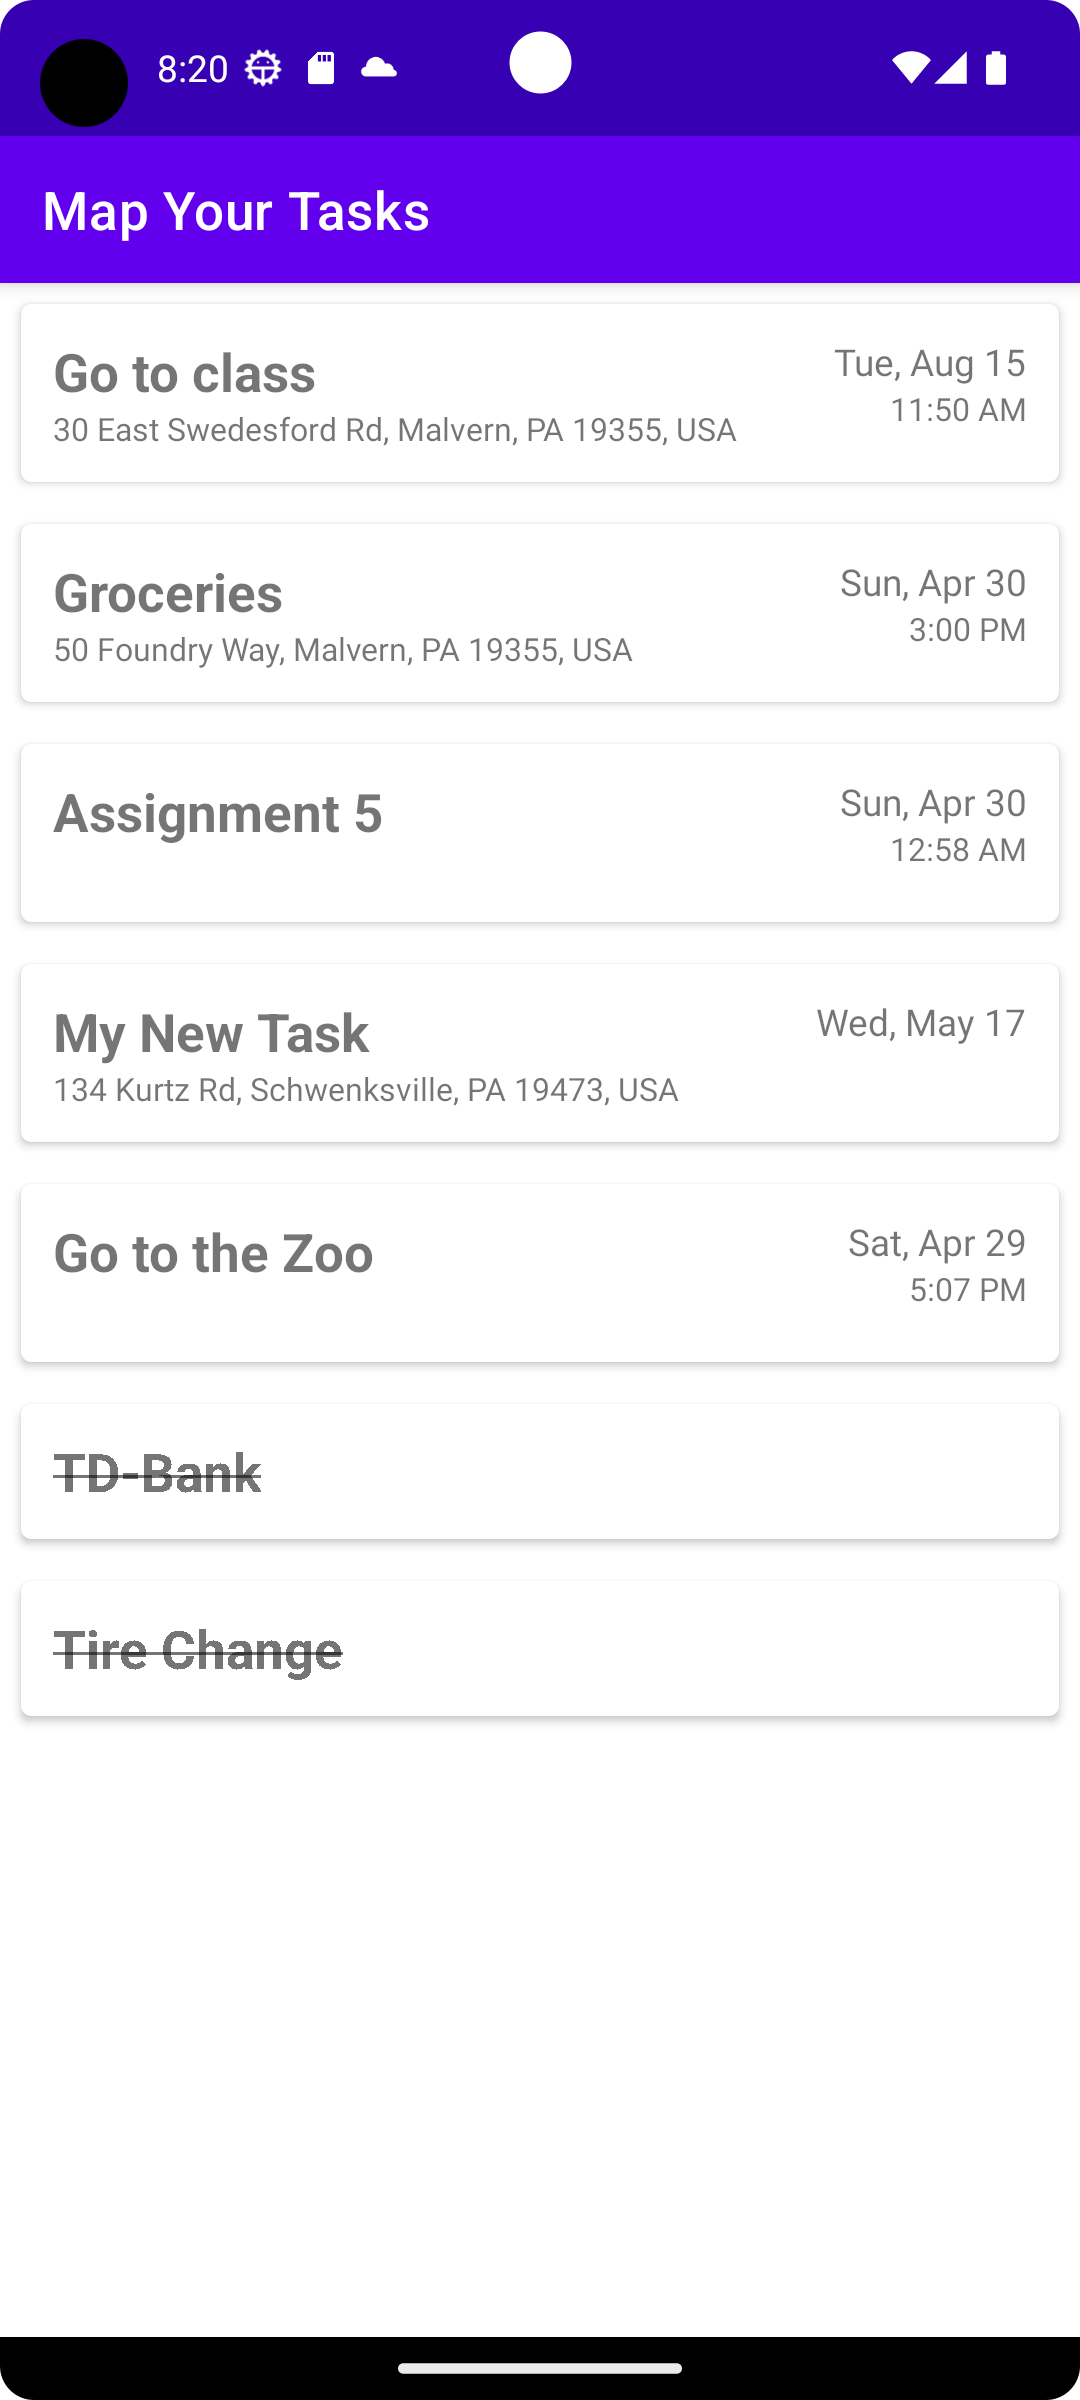 8:20
Map Your Tasks
Go to class
Tue, Aug 15
30 East Swedesford Rd, Malvern, PA 19355, USA
11:50 AM
Groceries
Sun, Apr 30
50 Foundry Way, Malvern, PA 19355, USA
3:00 PM
Assignment 5
Sun, Apr 30
12:58 AM
My New Task
Wed, May 17
134 Kurtz Rd, Schwenksville, PA 19473, USA
Go to the Zoo
Sat, Apr 29
5:07 PM
TD-Bank
Tire Change